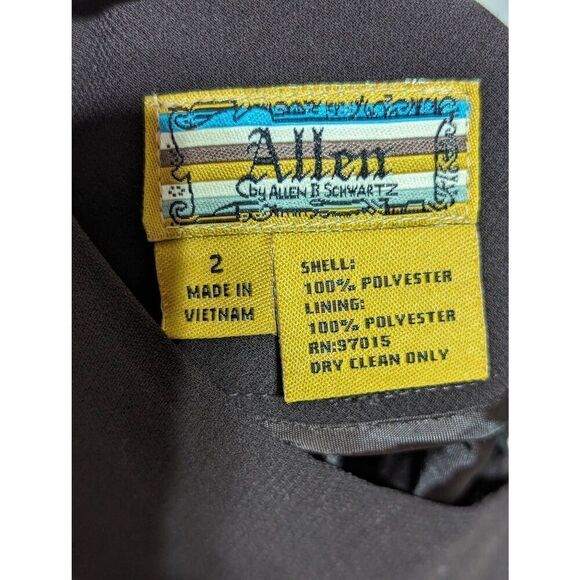 Allen
by ALLEN B SCHWARTZ
2
MADE IN
VIETNAM
SHELL:
100% POLYESTER
LINING:
100% POLYESTER
RN:97015
DRY CLEAN ONLY